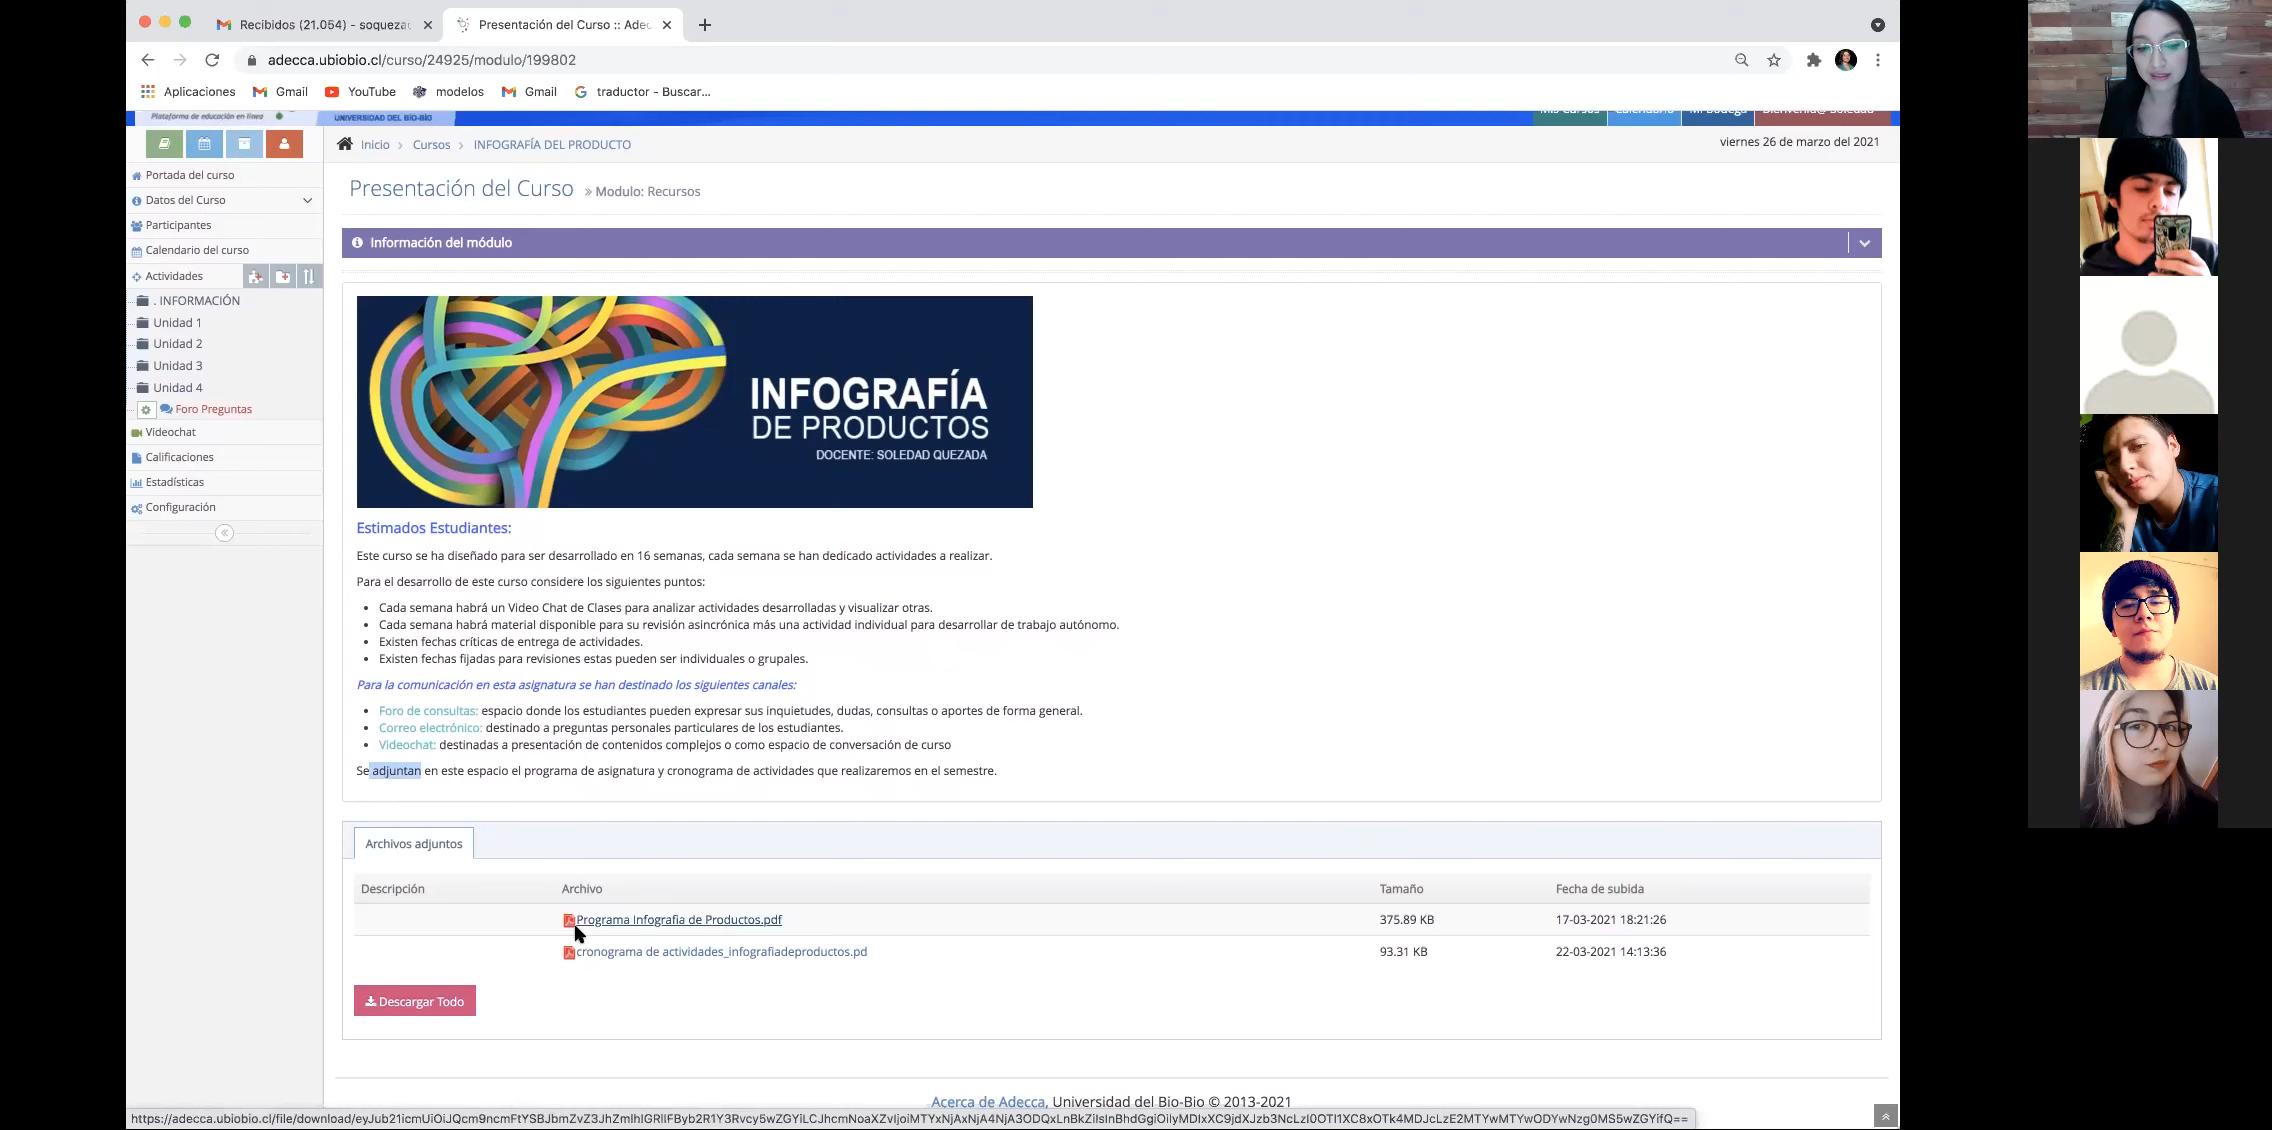 Recibidos (21.054) - soqueza
Presentación del Curso :: Adec
adecca.ubiobio.cl/curso/24925/modulo/199802
Aplicaciones
Gmail
YouTube
modelos
Gmail
traductor - Buscar...
Plataforma de educación en línea
UNIVERSIDAD DEL BÍO-BÍO
Mis Cursos
Calendario
Mi Bodega
Bienvenid@ Soledad
Inicio > Cursos > INFOGRAFÍA DEL PRODUCTO
viernes 26 de marzo del 2021
Portada del curso
Datos del Curso
Participantes
Calendario del curso
Actividades
. INFORMACIÓN
Unidad 1
Unidad 2
Unidad 3
Unidad 4
Foro Preguntas
Videochat
Calificaciones
Estadísticas
Configuración
Presentación del Curso » Modulo: Recursos
Información del módulo
INFOGRAFÍA
DE PRODUCTOS
DOCENTE: SOLEDAD QUEZADA
Estimados Estudiantes:
Este curso se ha diseñado para ser desarrollado en 16 semanas, cada semana se han dedicado actividades a realizar.
Para el desarrollo de este curso considere los siguientes puntos:
• Cada semana habrá un Video Chat de Clases para analizar actividades desarrolladas y visualizar otras.
• Cada semana habrá material disponible para su revisión asincrónica más una actividad individual para desarrollar de trabajo autónomo.
• Existen fechas críticas de entrega de actividades.
• Existen fechas fijadas para revisiones estas pueden ser individuales o grupales.
Para la comunicación en esta asignatura se han destinado los siguientes canales:
• Foro de consultas: espacio donde los estudiantes pueden expresar sus inquietudes, dudas, consultas o aportes de forma general.
• Correo electrónico: destinado a preguntas personales particulares de los estudiantes.
• Videochat: destinadas a presentación de contenidos complejos o como espacio de conversación de curso
Se adjuntan en este espacio el programa de asignatura y cronograma de actividades que realizaremos en el semestre.
Archivos adjuntos
Descripción Archivo Tamaño Fecha de subida
Programa Infografia de Productos.pdf 375.89 KB 17-03-2021 18:21:26
cronograma de actividades_infografiadeproductos.pd 93.31 KB 22-03-2021 14:13:36
Descargar Todo
Acerca de Adecca, Universidad del Bio-Bio © 2013-2021